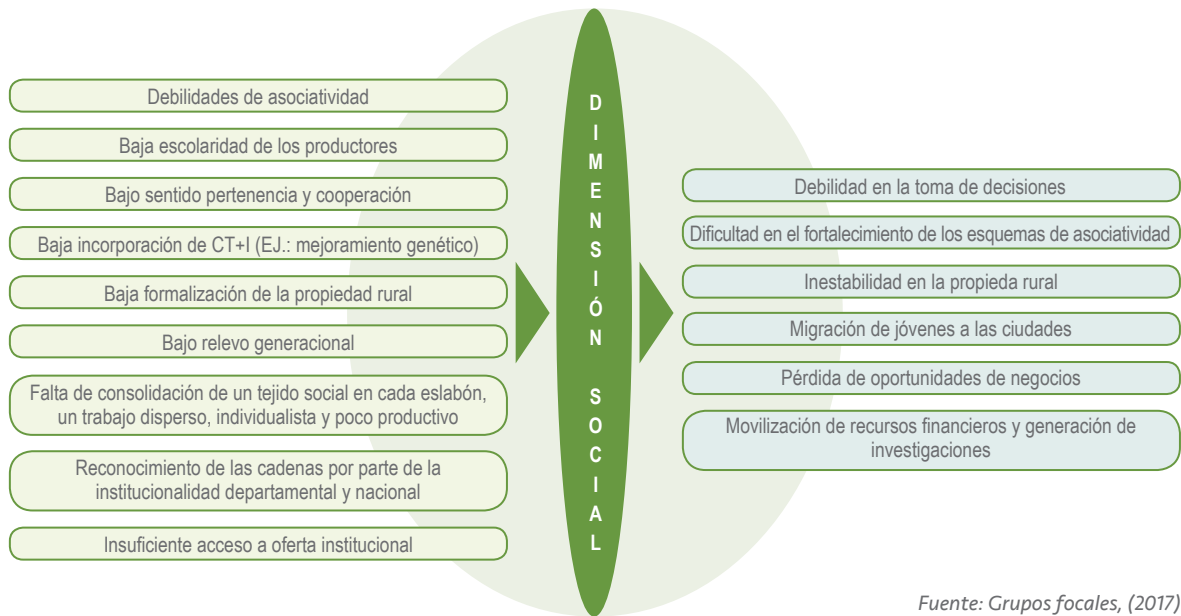 Debilidades de asociatividad
Baja escolaridad de los productores
Bajo sentido pertenencia y cooperación
Baja incorporación de CT+I (EJ.: mejoramiento genético)
Baja formalización de la propiedad rural
Bajo relevo generacional
Falta de consolidación de un tejido social en cada eslabón,
un trabajo disperso, individualista y poco productivo
Reconocimiento de las cadenas por parte de la
institucionalidad departamental y nacional
Insuficiente acceso a oferta institucional
DIMENSIÓN SOCIAL
Debilidad en la toma de decisiones
Dificultad en el fortalecimiento de los esquemas de asociatividad
Inestabilidad en la propieda rural
Migración de jóvenes a las ciudades
Pérdida de oportunidades de negocios
Movilización de recursos financieros y generación de
investigaciones
Fuente: Grupos focales, (2017)